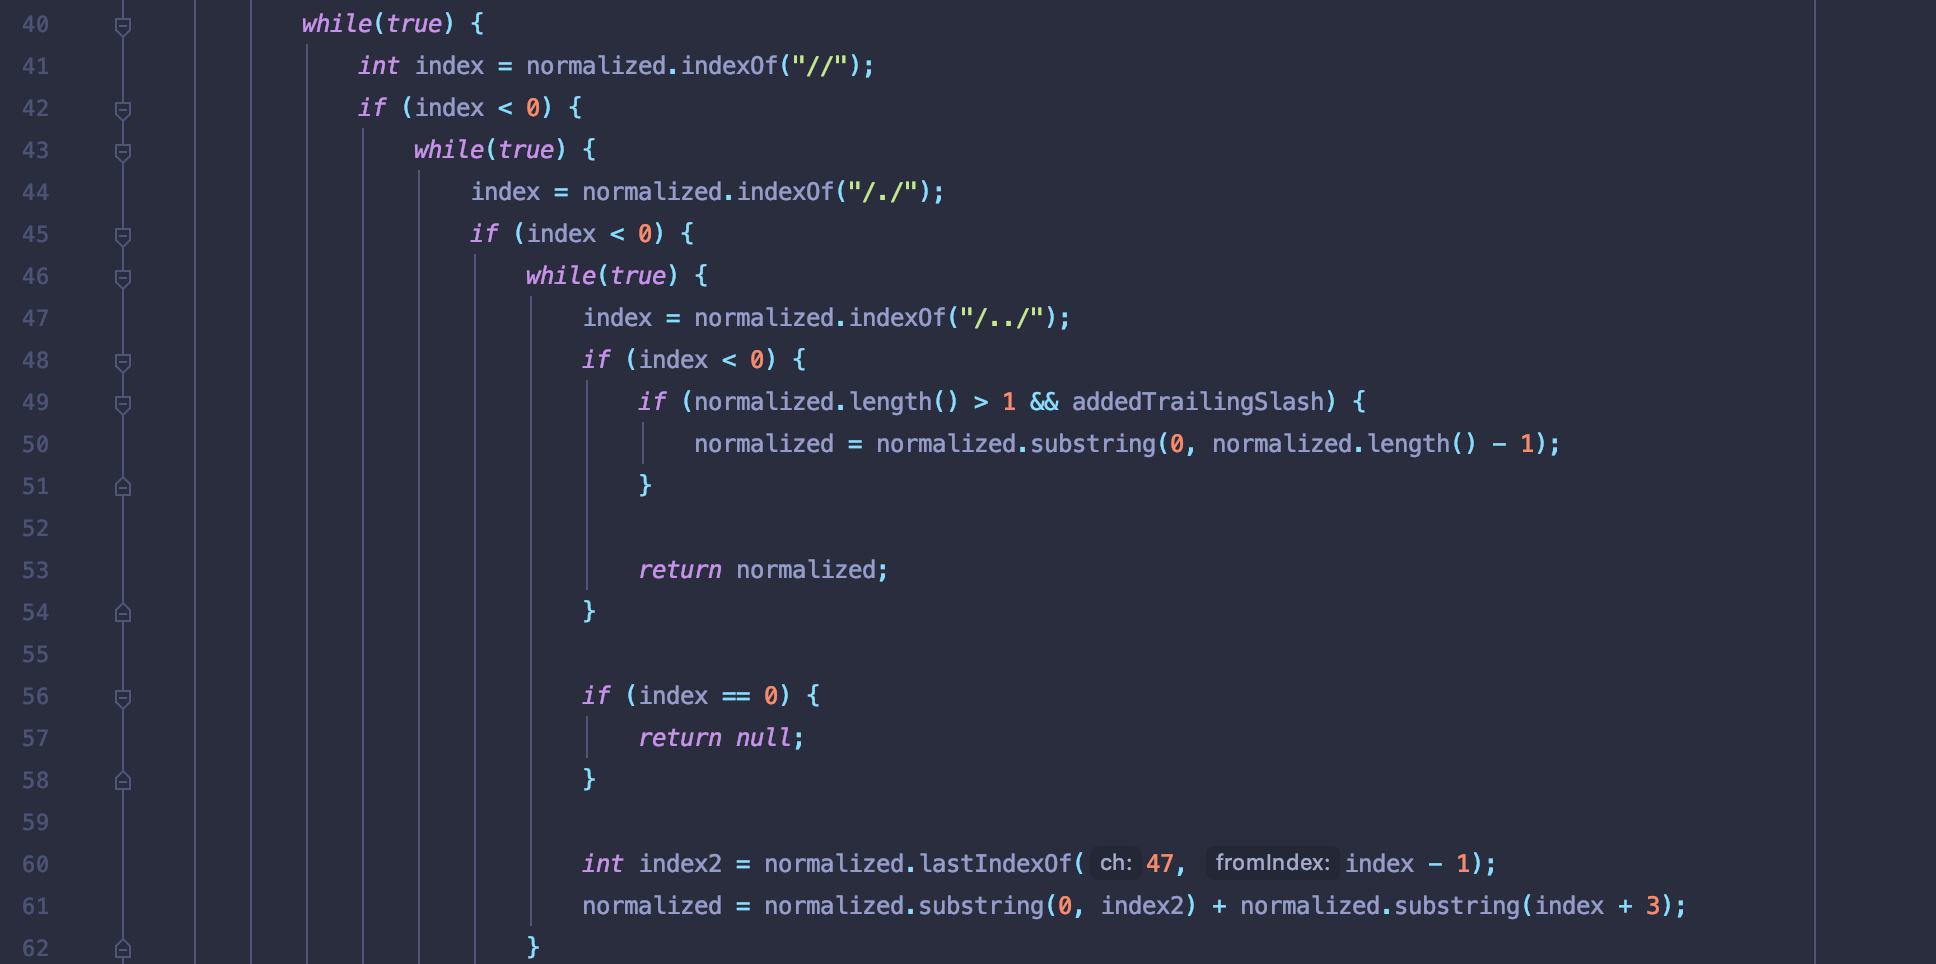 40 while(true) {
41 int index = normalized.indexOf("//");
42 if (index < 0) {
43 while(true) {
44 index = normalized.indexOf("/./");
45 if (index < 0) {
46 while(true) {
47 index = normalized.indexOf("/../");
48 if (index < 0) {
49 if (normalized.length() > 1 && addedTrailingSlash) {
50 normalized = normalized.substring(0, normalized.length() - 1);
51 }
52
53 return normalized;
54 }
55
56 if (index == 0) {
57 return null;
58 }
59
60 int index2 = normalized.lastIndexOf( ch: 47, fromIndex: index - 1);
61 normalized = normalized.substring(0, index2) + normalized.substring(index + 3);
62 }